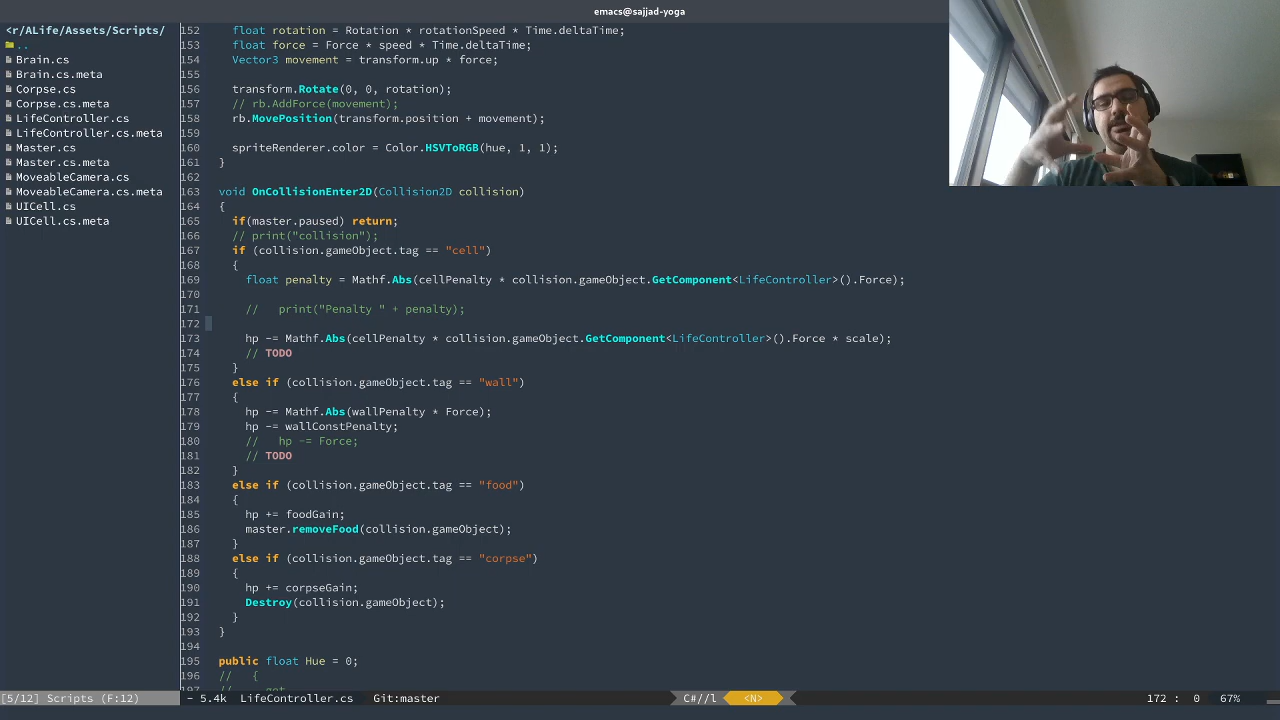 emacs@sajjad-yoga
<r/ALife/Assets/Scripts/
..
Brain.cs
Brain.cs.meta
Corpse.cs
Corpse.cs.meta
LifeController.cs
LifeController.cs.meta
Master.cs
Master.cs.meta
MoveableCamera.cs
MoveableCamera.cs.meta
UICell.cs
UICell.cs.meta
152 float rotation = Rotation * rotationSpeed * Time.deltaTime;
153 float force = Force * speed * Time.deltaTime;
154 Vector3 movement = transform.up * force;
155
156 transform.Rotate(0, 0, rotation);
157 // rb.AddForce(movement);
158 rb.MovePosition(transform.position + movement);
159
160 spriteRenderer.color = Color.HSVToRGB(hue, 1, 1);
161 }
162
163 void OnCollisionEnter2D(Collision2D collision)
164 {
165 if(master.paused) return;
166 // print("collision");
167 if (collision.gameObject.tag == "cell")
168 {
169 float penalty = Mathf.Abs(cellPenalty * collision.gameObject.GetComponent<LifeController>().Force);
170
171 // print("Penalty " + penalty);
172
173 hp -= Mathf.Abs(cellPenalty * collision.gameObject.GetComponent<LifeController>().Force * scale);
174 // TODO
175 }
176 else if (collision.gameObject.tag == "wall")
177 {
178 hp -= Mathf.Abs(wallPenalty * Force);
179 hp -= wallConstPenalty;
180 // hp -= Force;
181 // TODO
182 }
183 else if (collision.gameObject.tag == "food")
184 {
185 hp += foodGain;
186 master.removeFood(collision.gameObject);
187 }
188 else if (collision.gameObject.tag == "corpse")
189 {
190 hp += corpseGain;
191 Destroy(collision.gameObject);
192 }
193 }
194
195 public float Hue = 0;
196 // {
[5/12] Scripts (F:12) - 5.4k LifeController.cs Git:master C#//l <N> 172 : 0 67%